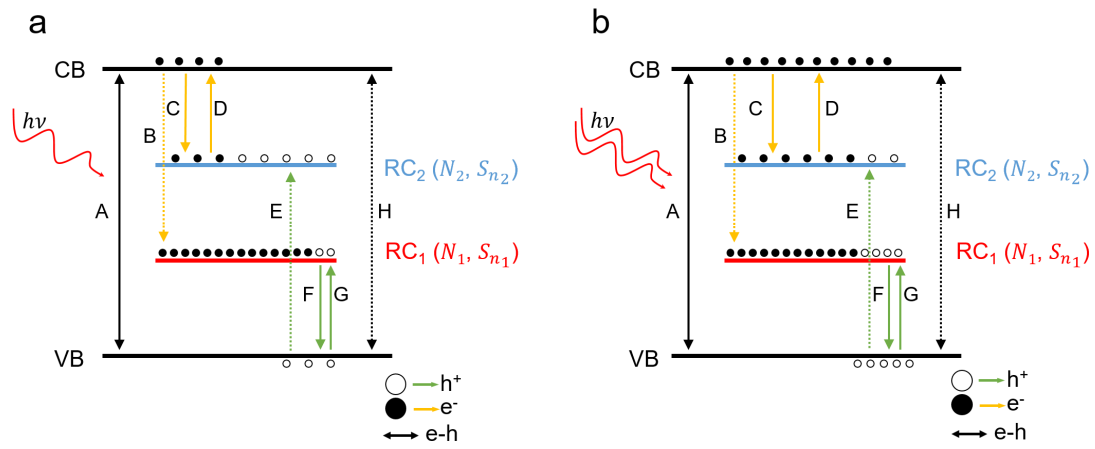 a
CB
hν
A
B
C
D
E
F
G
H
RC₂ (N₂, Sₙ₂)
RC₁ (N₁, Sₙ₁)
VB
h⁺
e⁻
e-h
b
CB
hν
A
B
C
D
E
F
G
H
RC₂ (N₂, Sₙ₂)
RC₁ (N₁, Sₙ₁)
VB
h⁺
e⁻
e-h